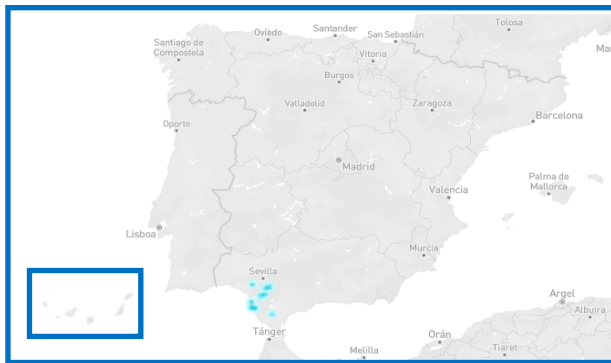 Tolosa
Santander
Oviedo
San Sebastián
Santiago de
Compostela
Vitoria
Burgos
Valladolid
Zaragoza
Barcelona
Oporto
Madrid
Palma de
Mallorca
Valencia
Lisboa
Murcia
Sevilla
Argel
Albuira
Tánger
Orán
Melilla
Tiaret